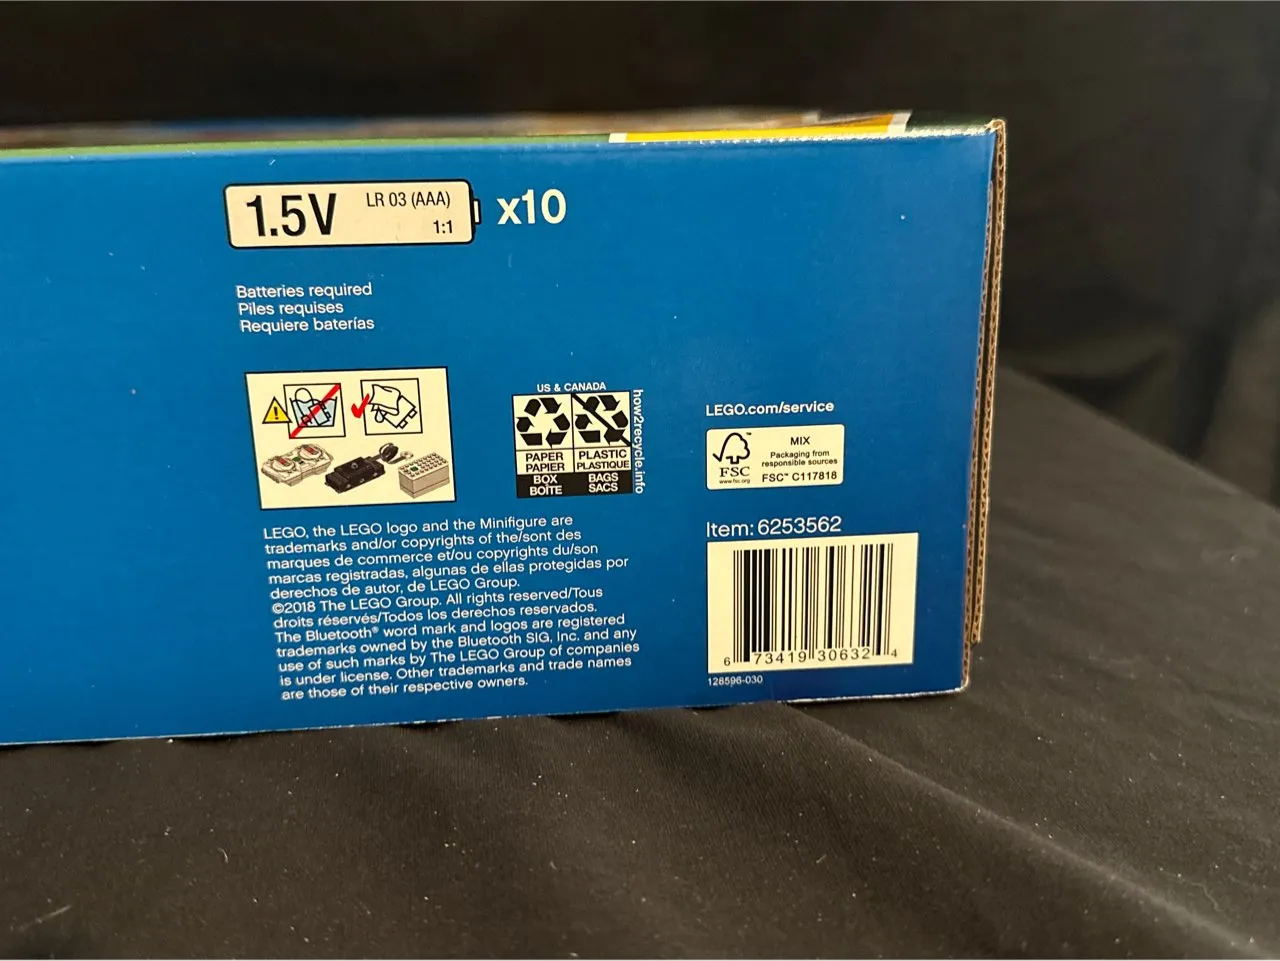 1.5V
LR 03 (AAA)
1:1
x10
Batteries required
Piles requises
Requiere baterías
US & CANADA
PAPER
PAPIER
BOX
BOÎTE
PLASTIC
PLASTIQUE
BAGS
SACS
how2recycle.info
LEGO.com/service
FSC
www.fsc.org
MIX
Packaging from
responsible sources
FSC™ C117818
LEGO, the LEGO logo and the Minifigure are
trademarks and/or copyrights of the/sont des
marques de commerce et/ou copyrights du/son
marcas registradas, algunas de ellas protegidas por
derechos de autor, de LEGO Group.
©2018 The LEGO Group. All rights reserved/Tous
droits réservés/Todos los derechos reservados.
The Bluetooth® word mark and logos are registered
trademarks owned by the Bluetooth SIG, Inc. and any
use of such marks by The LEGO Group of companies
is under license. Other trademarks and trade names
are those of their respective owners.
Item: 6253562
6 73419 30632 4
128596-030